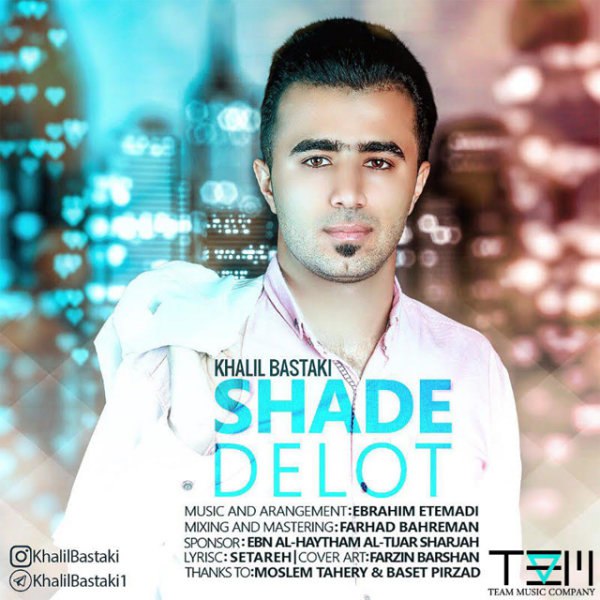 KHALIL BASTAKI
SHADE
DELOT
MUSIC AND ARANGEMENT:EBRAHIM ETEMADI
MIXING AND MASTERING:FARHAD BAHREMAN
SPONSOR: EBN AL-HAYTHAM AL-TIJAR SHARJAH
LYRISC: SETAREH|COVER ART:FARZIN BARSHAN
THANKS TO:MOSLEM TAHERY & BASET PIRZAD
KhalilBastaki
KhalilBastaki1
TEM
TEAM MUSIC COMPANY